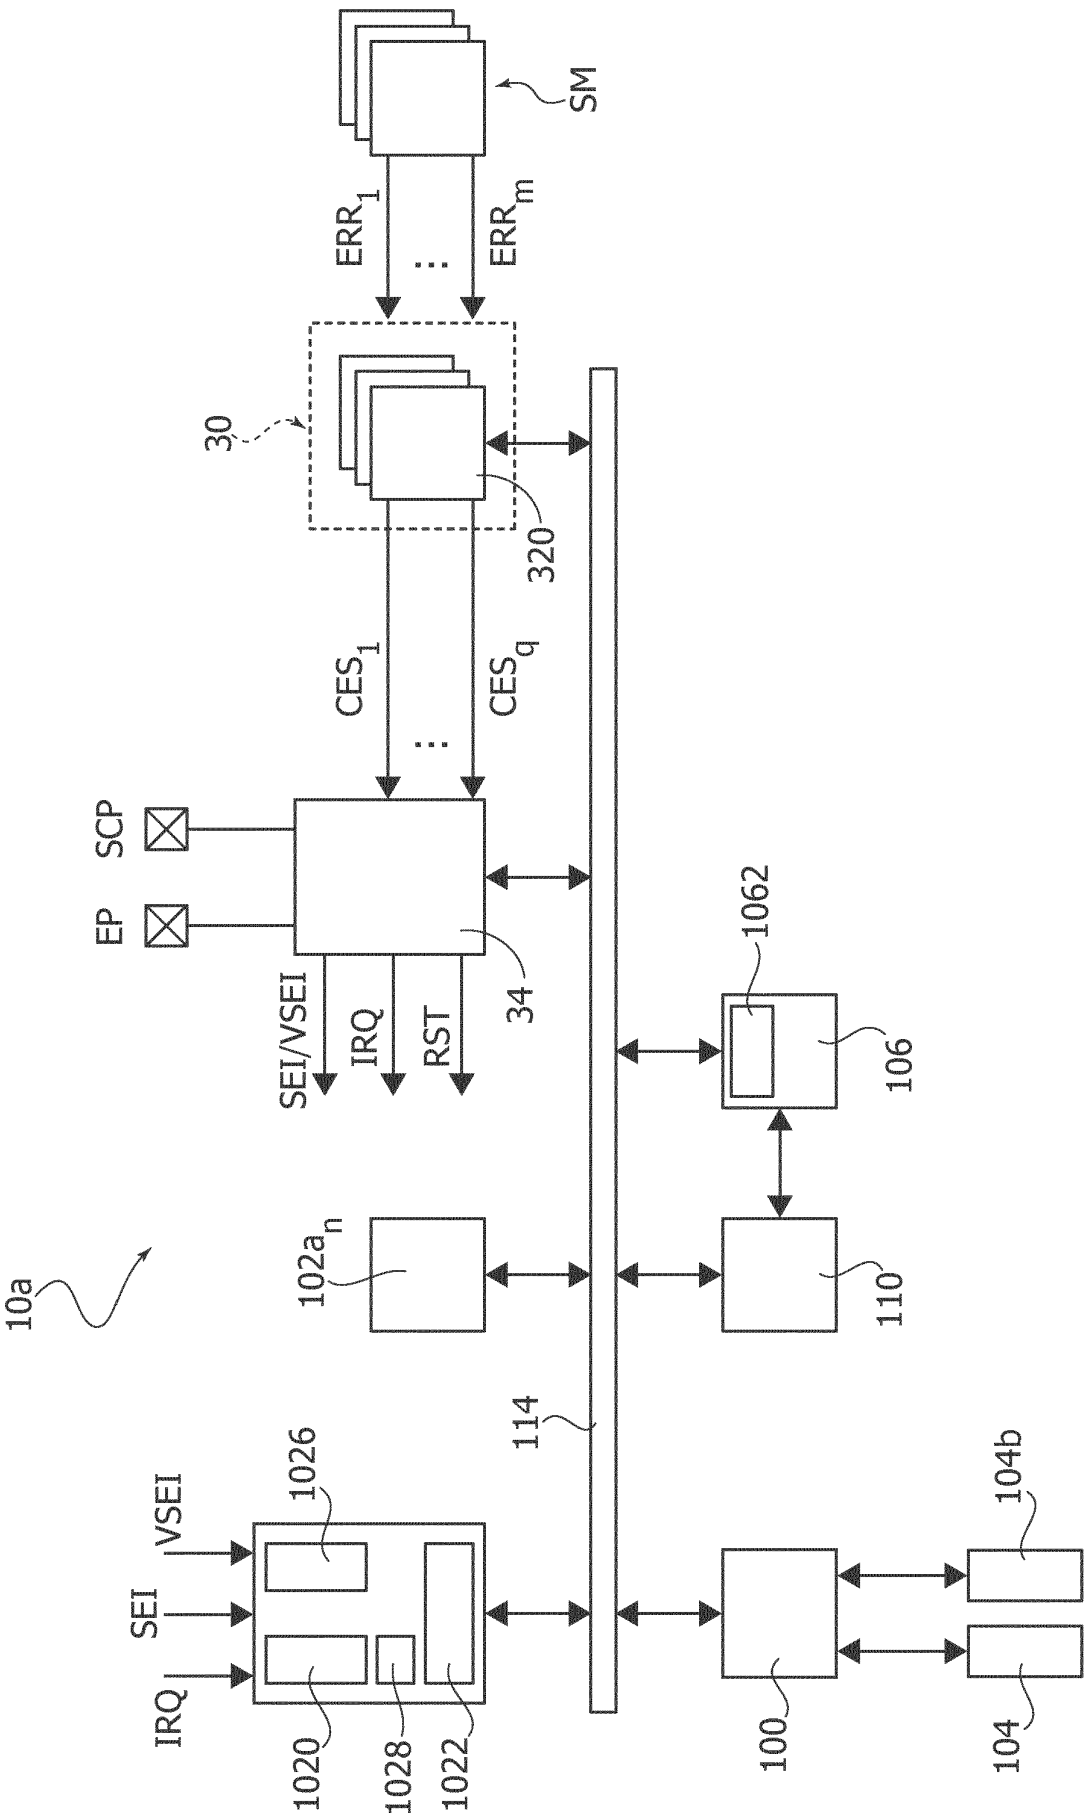 10a
IRQ
SEI
VSEI
1020
1028
1022
1026
102aₙ
SEI/VSEI
IRQ
RST
EP
SCP
34
CES₁
...
CES_q
30
320
ERR₁
...
ERRₘ
SM
114
100
104
104b
110
106
1062